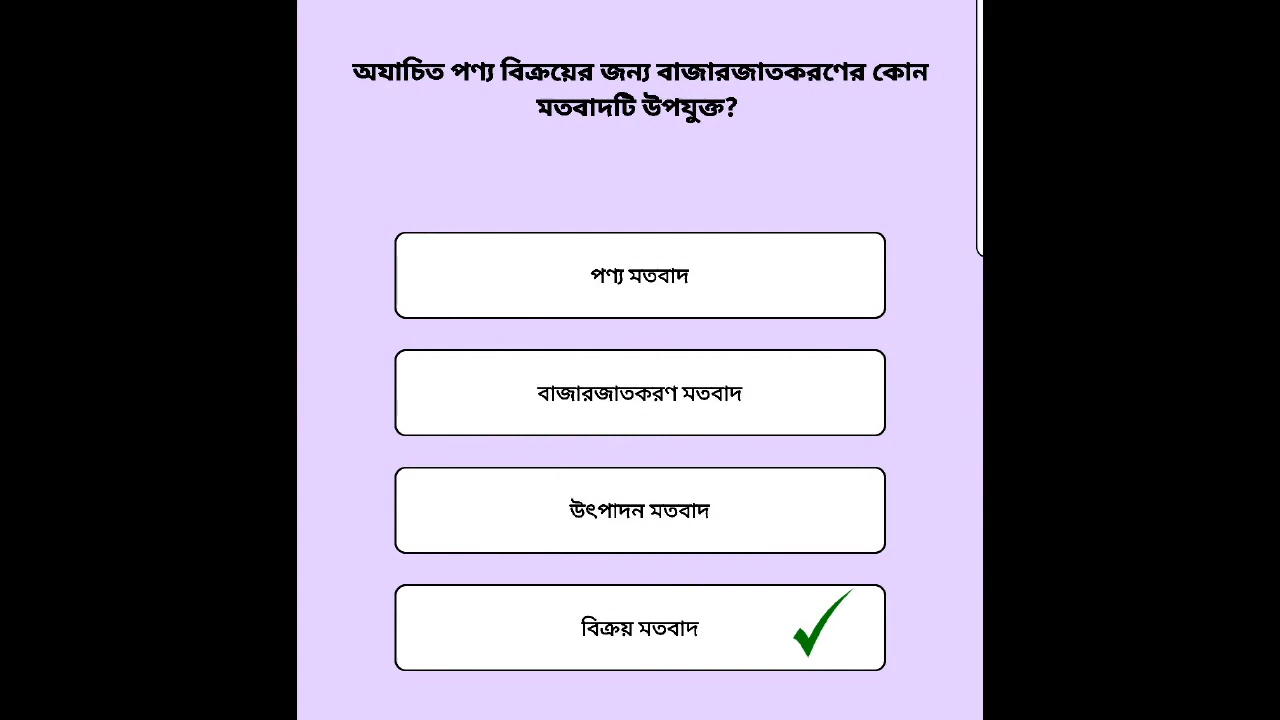 অযাচিত পণ্য বিক্রয়ের জন্য বাজারজাতকরণের কোন
মতবাদটি উপযুক্ত?
পণ্য মতবাদ
বাজারজাতকরণ মতবাদ
উৎপাদন মতবাদ
বিক্রয় মতবাদ